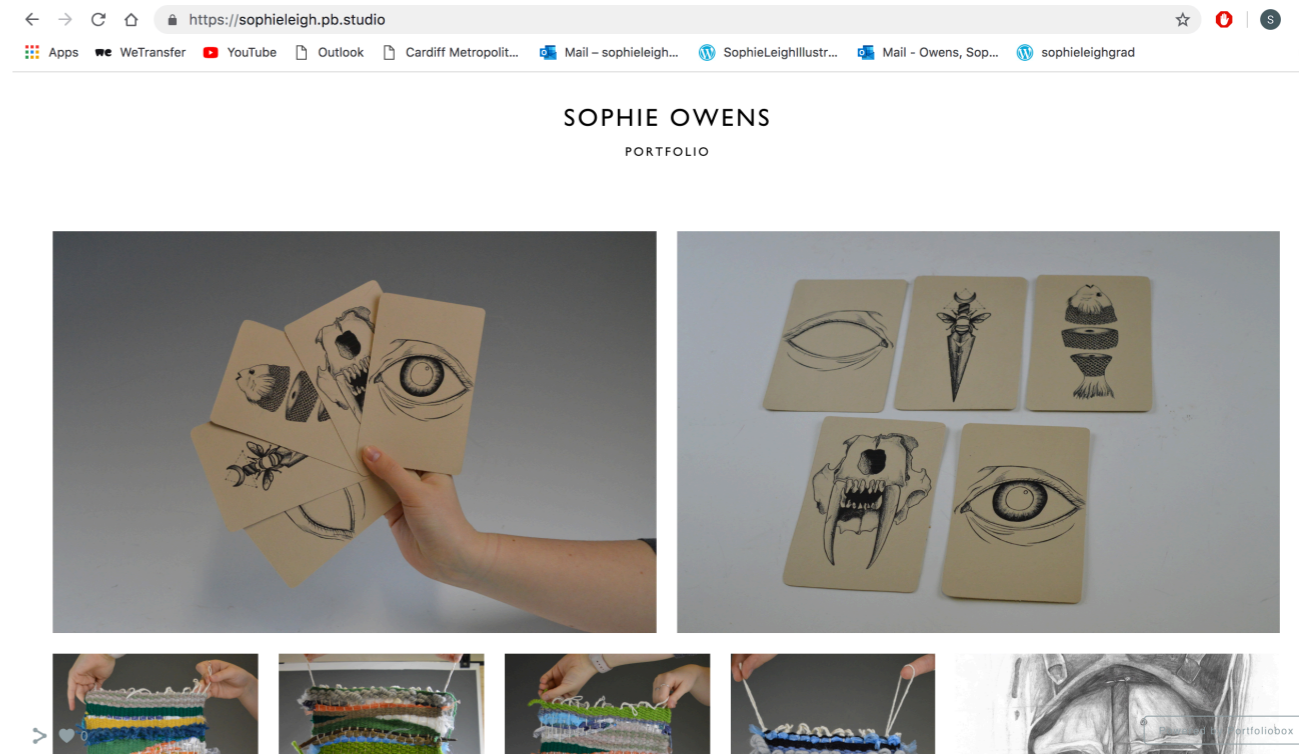 https://sophieleigh.pb.studio
S
Apps
we WeTransfer
YouTube
Outlook
Cardiff Metropolit...
Mail – sophieleigh...
SophieLeighIllustr...
Mail - Owens, Sop...
sophieleighgrad
SOPHIE OWENS
PORTFOLIO
0
Portfoliobox